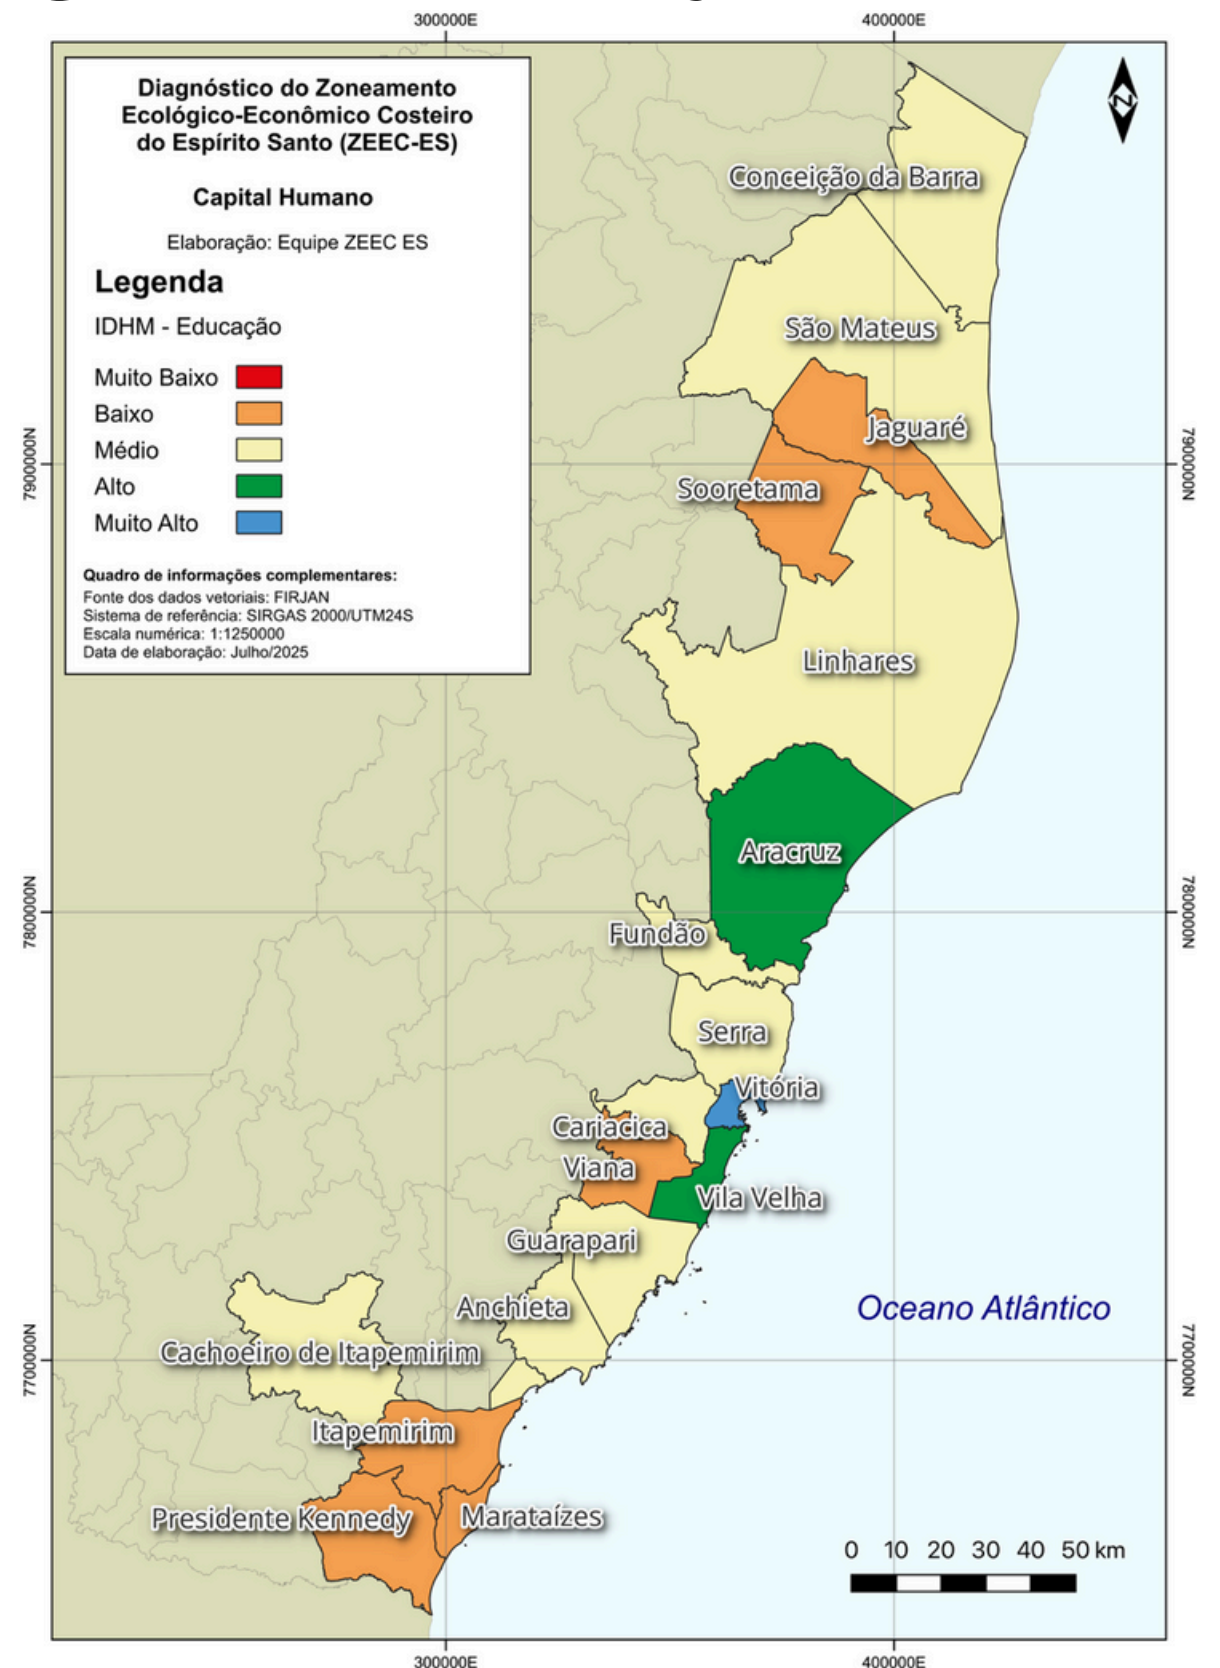 300000E
400000E
Diagnóstico do Zoneamento
Ecológico-Econômico Costeiro
do Espírito Santo (ZEEC-ES)
Capital Humano
Elaboração: Equipe ZEEC ES
Legenda
IDHM - Educação
Muito Baixo
Baixo
Médio
Alto
Muito Alto
Quadro de informações complementares:
Fonte dos dados vetoriais: FIRJAN
Sistema de referência: SIRGAS 2000/UTM24S
Escala numérica: 1:1250000
Data de elaboração: Julho/2025
N
Conceição da Barra
São Mateus
Jaguaré
7900000N
7900000N
Sooretama
Linhares
Aracruz
7800000N
7800000N
Fundão
Serra
Vitória
Cariacica
Viana
Vila Velha
Guarapari
Anchieta
Oceano Atlântico
7700000N
7700000N
Cachoeiro de Itapemirim
Itapemirim
Presidente Kennedy
Marataízes
0 10 20 30 40 50 km
300000E
400000E